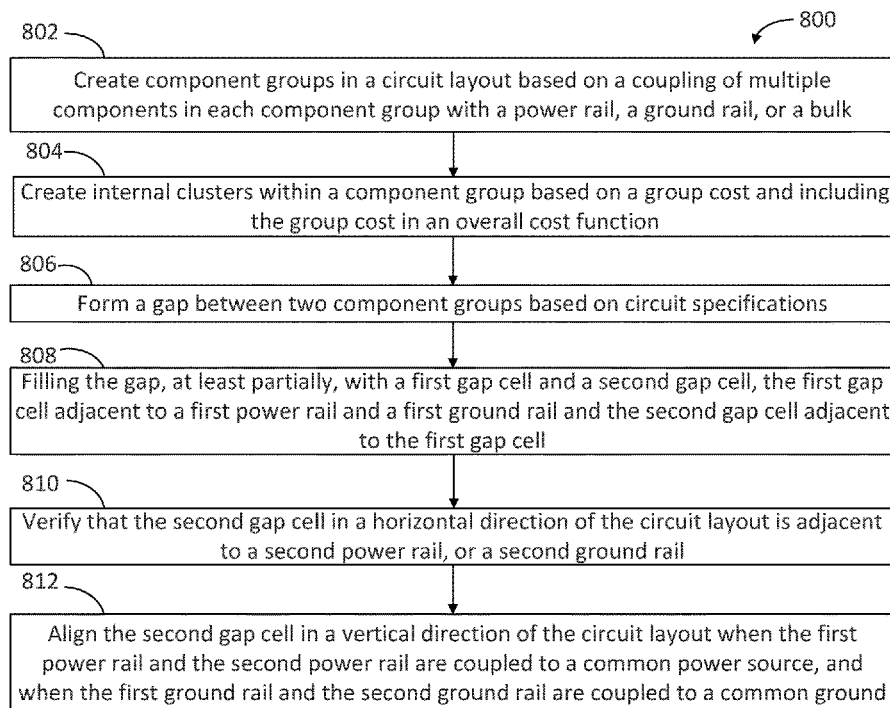 800
802
Create component groups in a circuit layout based on a coupling of multiple
components in each component group with a power rail, a ground rail, or a bulk
804
Create internal clusters within a component group based on a group cost and including
the group cost in an overall cost function
806
Form a gap between two component groups based on circuit specifications
808
Filling the gap, at least partially, with a first gap cell and a second gap cell, the first gap
cell adjacent to a first power rail and a first ground rail and the second gap cell adjacent
to the first gap cell
810
Verify that the second gap cell in a horizontal direction of the circuit layout is adjacent
to a second power rail, or a second ground rail
812
Align the second gap cell in a vertical direction of the circuit layout when the first
power rail and the second power rail are coupled to a common power source, and
when the first ground rail and the second ground rail are coupled to a common ground